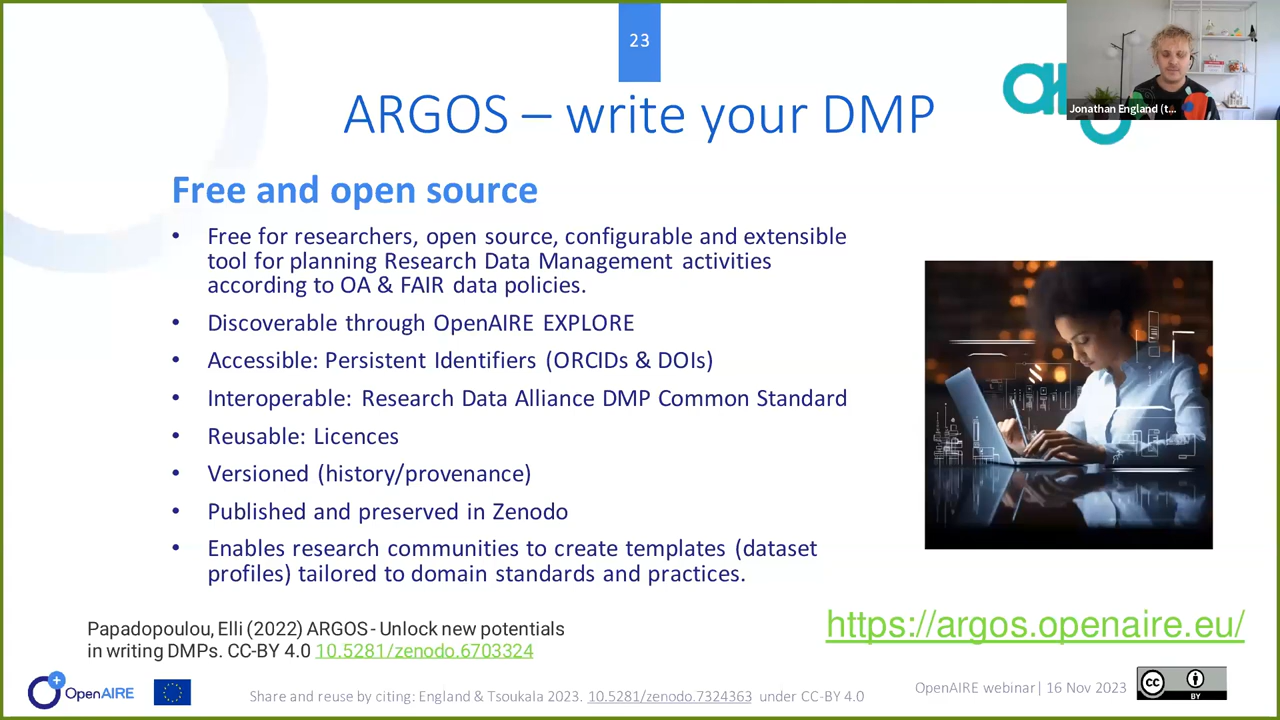 23
ARGOS – write your DMP
Jonathan England (t...
Free and open source
• Free for researchers, open source, configurable and extensible
tool for planning Research Data Management activities
according to OA & FAIR data policies.
• Discoverable through OpenAIRE EXPLORE
• Accessible: Persistent Identifiers (ORCIDs & DOIs)
• Interoperable: Research Data Alliance DMP Common Standard
• Reusable: Licences
• Versioned (history/provenance)
• Published and preserved in Zenodo
• Enables research communities to create templates (dataset
profiles) tailored to domain standards and practices.
https://argos.openaire.eu/
Papadopoulou, Elli (2022) ARGOS - Unlock new potentials
in writing DMPs. CC-BY 4.0 10.5281/zenodo.6703324
OpenAIRE
Share and reuse by citing: England & Tsoukala 2023. 10.5281/zenodo.7324363 under CC-BY 4.0
OpenAIRE webinar| 16 Nov 2023
cc
BY